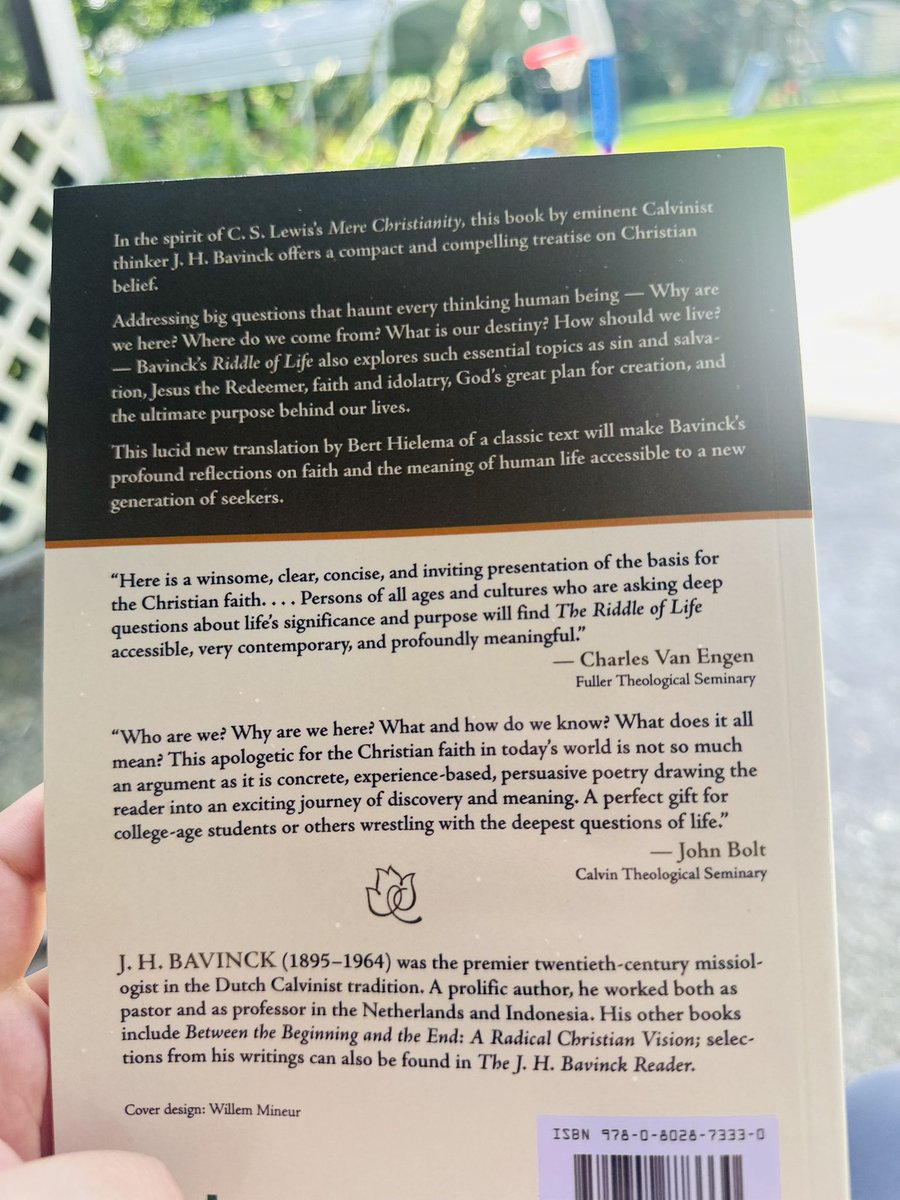 In the spirit of C. S. Lewis's Mere Christianity, this book by eminent Calvinist
thinker J. H. Bavinck offers a compact and compelling treatise on Christian
belief.
Addressing big questions that haunt every thinking human being — Why are
we here? Where do we come from? What is our destiny? How should we live?
— Bavinck's Riddle of Life also explores such essential topics as sin and salva-
tion, Jesus the Redeemer, faith and idolatry, God's great plan for creation, and
the ultimate purpose behind our lives.
This lucid new translation by Bert Hielema of a classic text will make Bavinck's
profound reflections on faith and the meaning of human life accessible to a new
generation of seekers.
“Here is a winsome, clear, concise, and inviting presentation of the basis for
the Christian faith. . . . Persons of all ages and cultures who are asking deep
questions about life's significance and purpose will find The Riddle of Life
accessible, very contemporary, and profoundly meaningful.”
— Charles Van Engen
Fuller Theological Seminary
“Who are we? Why are we here? What and how do we know? What does it all
mean? This apologetic for the Christian faith in today's world is not so much
an argument as it is concrete, experience-based, persuasive poetry drawing the
reader into an exciting journey of discovery and meaning. A perfect gift for
college-age students or others wrestling with the deepest questions of life.”
— John Bolt
Calvin Theological Seminary
J. H. BAVINCK (1895–1964) was the premier twentieth-century missiol-
ogist in the Dutch Calvinist tradition. A prolific author, he worked both as
pastor and as professor in the Netherlands and Indonesia. His other books
include Between the Beginning and the End: A Radical Christian Vision; selec-
tions from his writings can also be found in The J. H. Bavinck Reader.
Cover design: Willem Mineur
ISBN 978-0-8028-7333-0